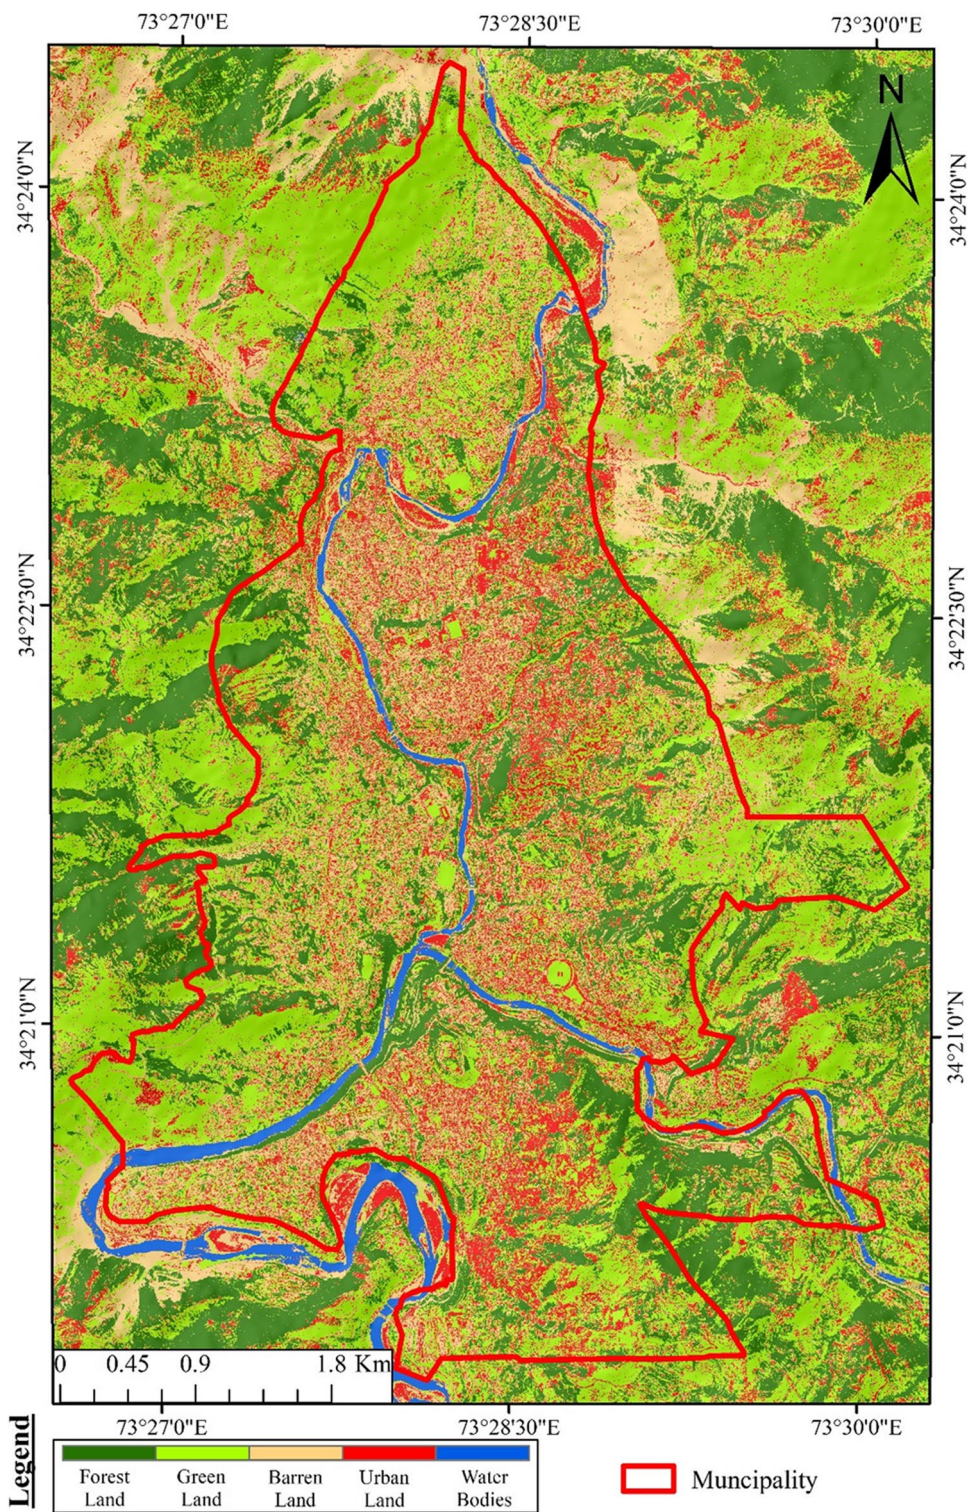 73°27'0"E 73°28'30"E 73°30'0"E
N
34°24'0"N 34°24'0"N
34°22'30"N 34°22'30"N
34°21'0"N 34°21'0"N
0 0.45 0.9 1.8 Km
73°27'0"E 73°28'30"E 73°30'0"E
Legend
Forest Land
Green Land
Barren Land
Urban Land
Water Bodies
Muncipality